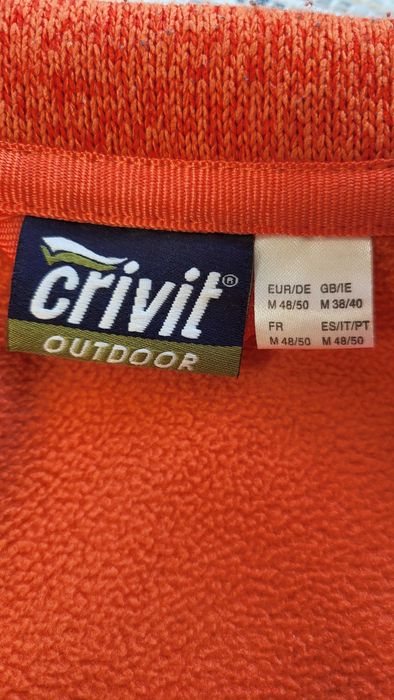 crivit®
OUTDOOR
EUR/DE GB/IE
M 48/50 M 38/40
FR ES/IT/PT
M 48/50 M 48/50